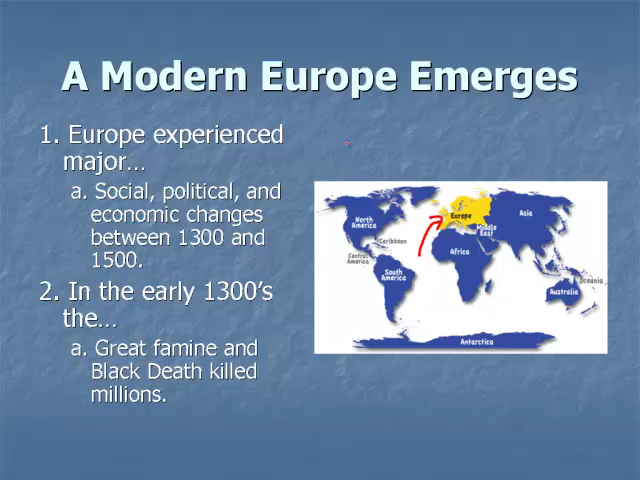 A Modern Europe Emerges
1. Europe experienced
major...
a. Social, political, and
economic changes
between 1300 and
1500.
2. In the early 1300's
the...
a. Great famine and
Black Death killed
millions.
North
America
Caribbean
Central
America
South
America
Europe
Middle
East
Africa
Asia
Oceania
Australia
Antarctica